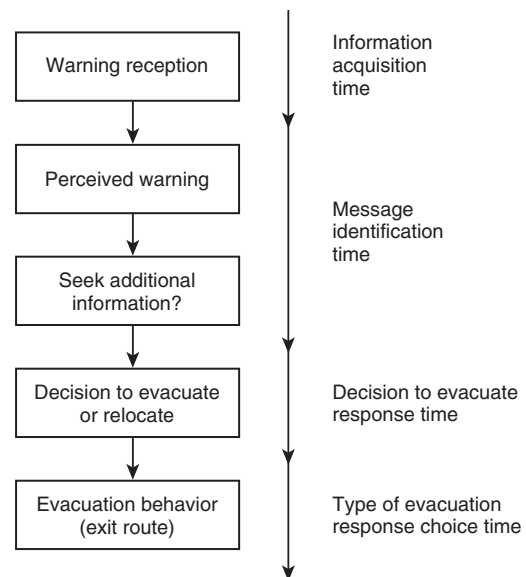 Warning reception
Information
acquisition
time
Perceived warning
Message
identification
time
Seek additional
information?
Decision to evacuate
or relocate
Decision to evacuate
response time
Evacuation behavior
(exit route)
Type of evacuation
response choice time